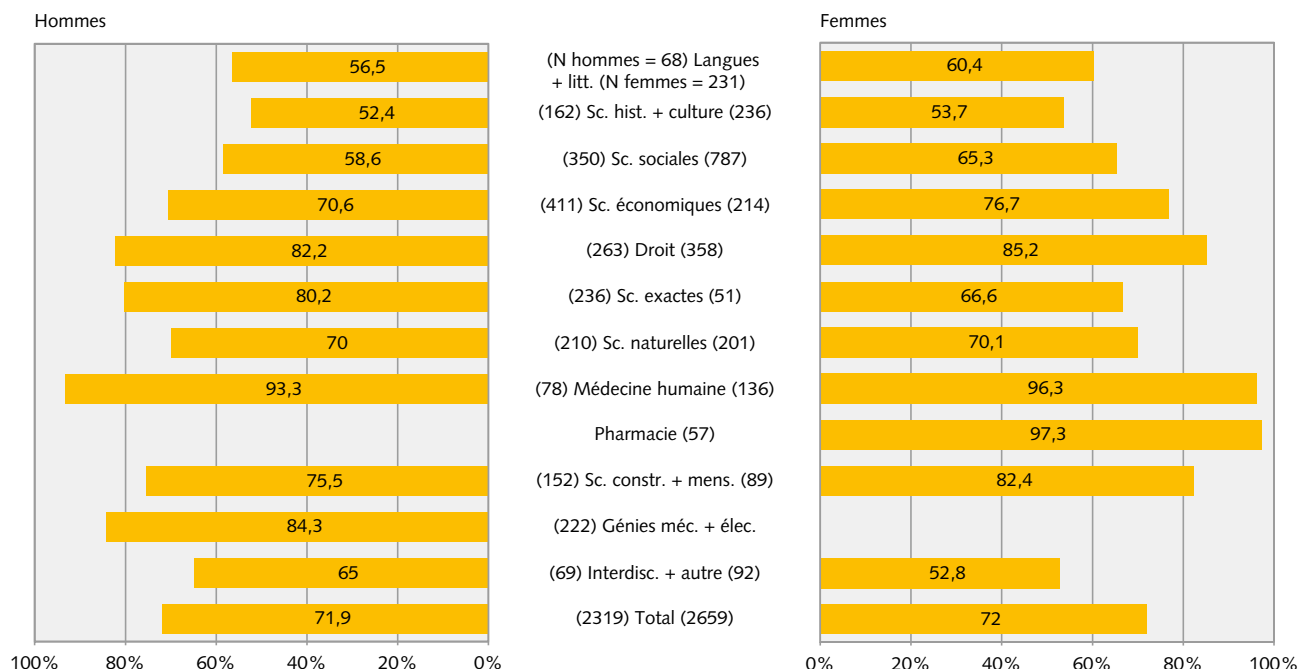 Hommes
Femmes
56,5
(N hommes = 68) Langues
+ litt. (N femmes = 231)
60,4
52,4
(162) Sc. hist. + culture (236)
53,7
58,6
(350) Sc. sociales (787)
65,3
70,6
(411) Sc. économiques (214)
76,7
82,2
(263) Droit (358)
85,2
80,2
(236) Sc. exactes (51)
66,6
70
(210) Sc. naturelles (201)
70,1
93,3
(78) Médecine humaine (136)
96,3
Pharmacie (57)
97,3
75,5
(152) Sc. constr. + mens. (89)
82,4
84,3
(222) Génies méc. + élec.
65
(69) Interdisc. + autre (92)
52,8
71,9
(2319) Total (2659)
72
100% 80% 60% 40% 20% 0%
0% 20% 40% 60% 80% 100%